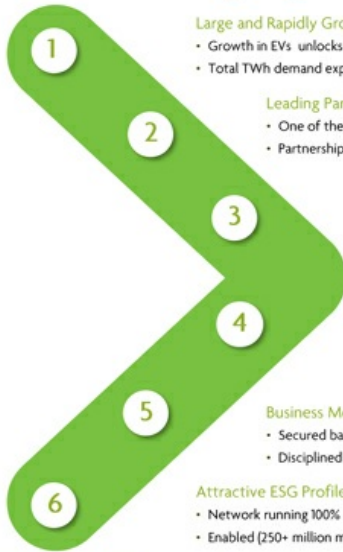 1
Large and Rapidly Gro
• Growth in EVs unlocks
• Total TWh demand exp
2
Leading Par
• One of the
• Partnership
3
4
5
Business M
• Secured ba
• Disciplined
6
Attractive ESG Profile
• Network running 100%
• Enabled (250+ million m